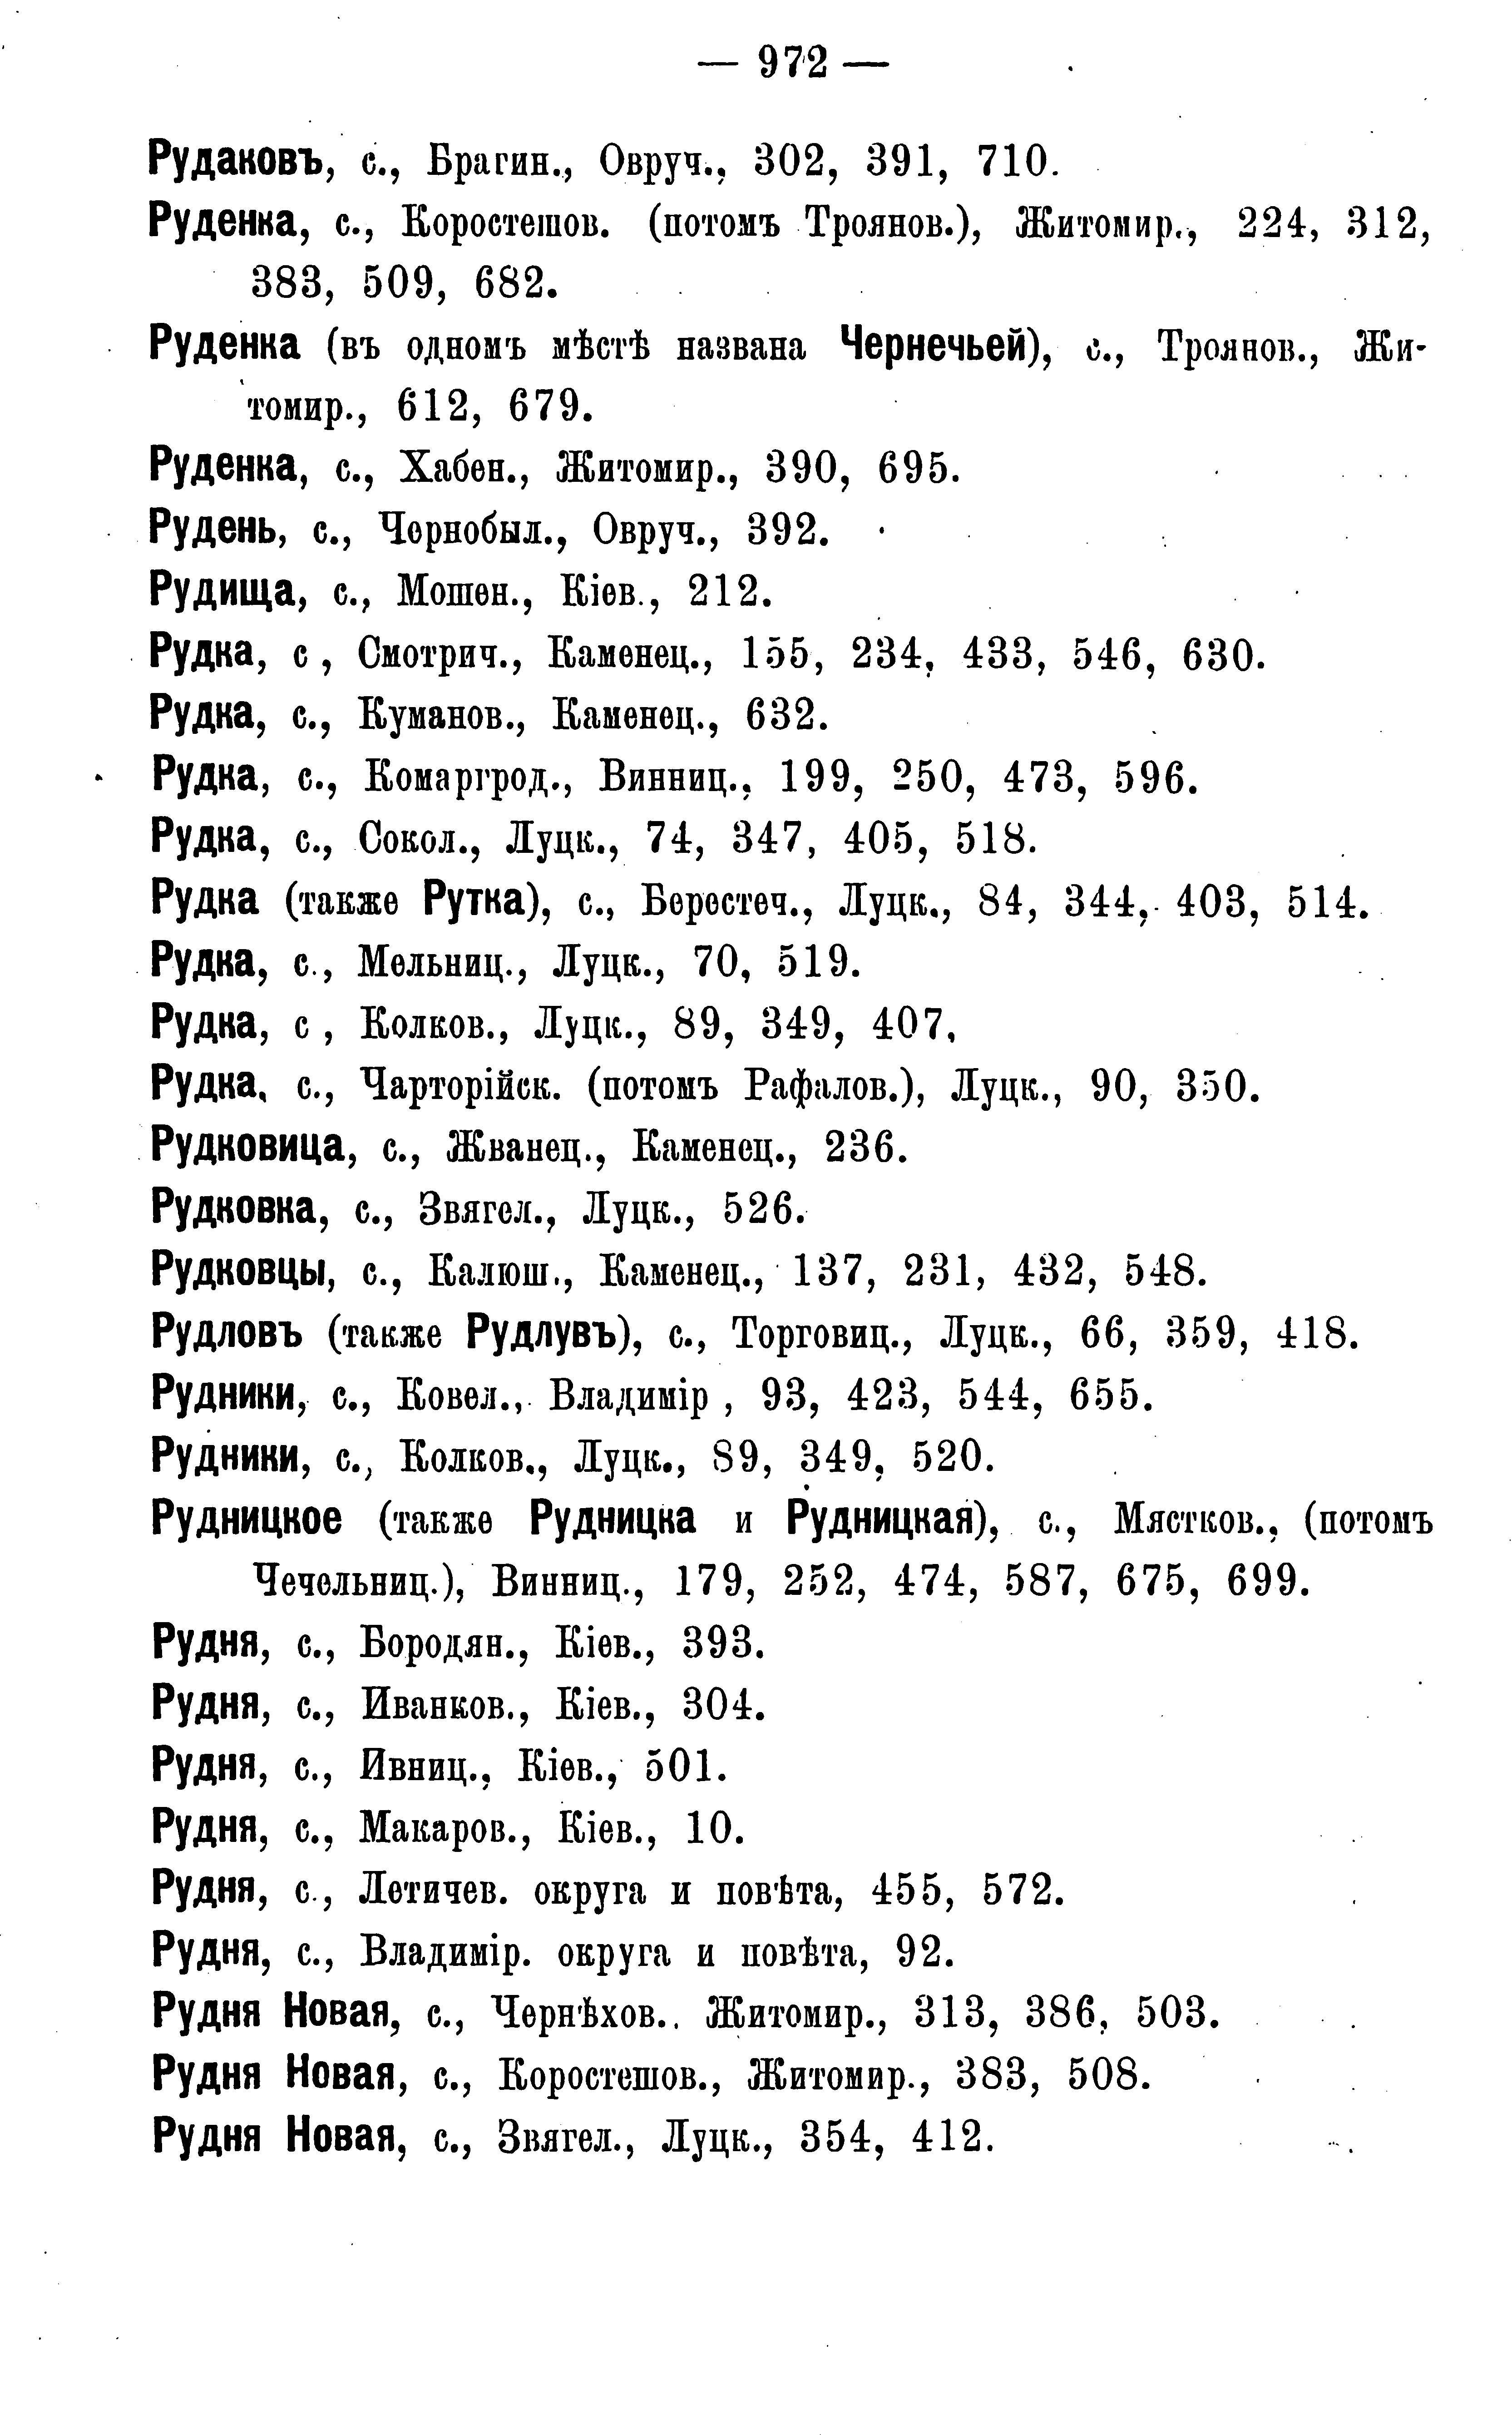 — 972 —
Рудаковъ, с., Брагин., Овруч., 302, 391, 710.
Руденка, с., Коростешов. (потомъ Троянов.), Житомир., 224, 312,
383, 509, 682.
Руденка (въ одномъ мѣстѣ названа Чернечьей), с., Троянов., Жи-
томир., 612, 679.
Руденка, с., Хабен., Житомир., 390, 695.
Рудень, с., Чернобыл., Овруч., 392.
Рудища, с., Мошен., Кіев., 212.
Рудка, с , Смотрич., Каменец., 155, 234, 433, 546, 630.
Рудка, с., Куманов., Каменец., 632.
Рудка, с., Комаргрод., Винниц., 199, 250, 473, 596.
Рудка, с., Сокол., Луцк., 74, 347, 405, 518.
Рудка (также Рутка), с., Берестеч., Луцк., 84, 344, 403, 514.
Рудка, с., Мельниц., Луцк., 70, 519.
Рудка, с , Колков., Луцк., 89, 349, 407,
Рудка, с., Чарторійск. (потомъ Рафалов.), Луцк., 90, 350.
Рудковица, с., Жванец., Каменец., 236.
Рудковка, с., Звягел., Луцк., 526.
Рудковцы, с., Калюш., Каменец., 137, 231, 432, 548.
Рудловъ (также Рудлувъ), с., Торговиц., Луцк., 66, 359, 418.
Рудники, с., Ковел., Владимір , 93, 423, 544, 655.
Рудники, с., Колков., Луцк., 89, 349, 520.
Рудницкое (также Рудницка и Рудницкая), с., Мястков., (потомъ
Чечельниц.), Винниц., 179, 252, 474, 587, 675, 699.
Рудня, с., Бородян., Кіев., 393.
Рудня, с., Иванков., Кіев., 304.
Рудня, с., Ивниц., Кіев., 501.
Рудня, с., Макаров., Кіев., 10.
Рудня, с., Летичев. округа и повѣта, 455, 572.
Рудня, с., Владимір. округа и повѣта, 92.
Рудня Новая, с., Чернѣхов.. Житомир., 313, 386, 503.
Рудня Новая, с., Коростешов., Житомир., 383, 508.
Рудня Новая, с., Звягел., Луцк., 354, 412.